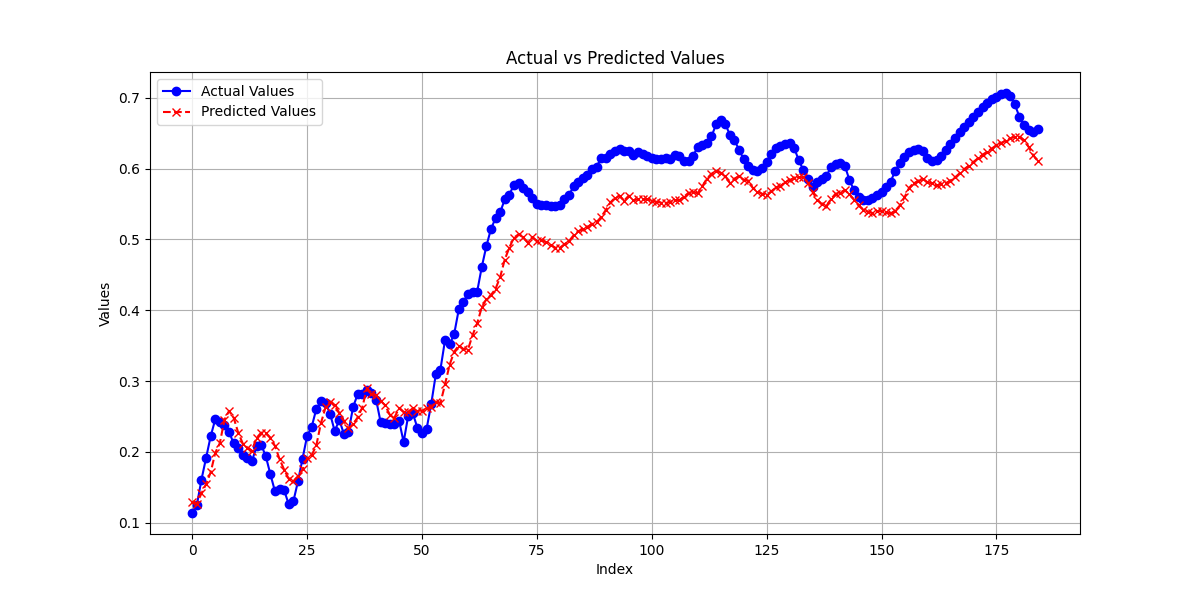 Actual vs Predicted Values
Actual Values
Predicted Values
Values
0.7
0.6
0.5
0.4
0.3
0.2
0.1
0 25 50 75 100 125 150 175
Index